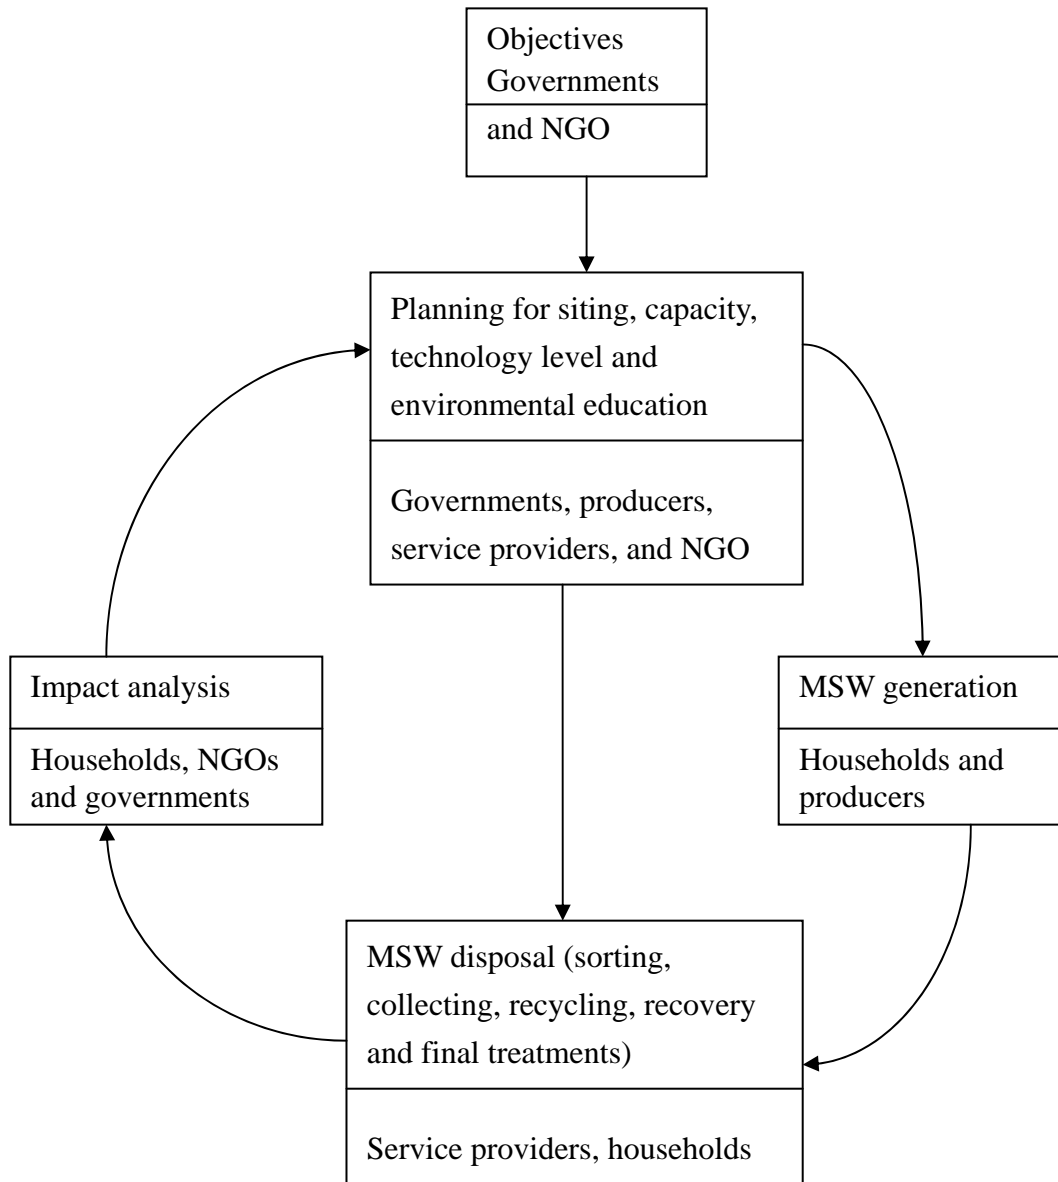 Objectives
Governments
and NGO
Planning for siting, capacity,
technology level and
environmental education
Governments, producers,
service providers, and NGO
Impact analysis
Households, NGOs
and governments
MSW generation
Households and
producers
MSW disposal (sorting,
collecting, recycling, recovery
and final treatments)
Service providers, households